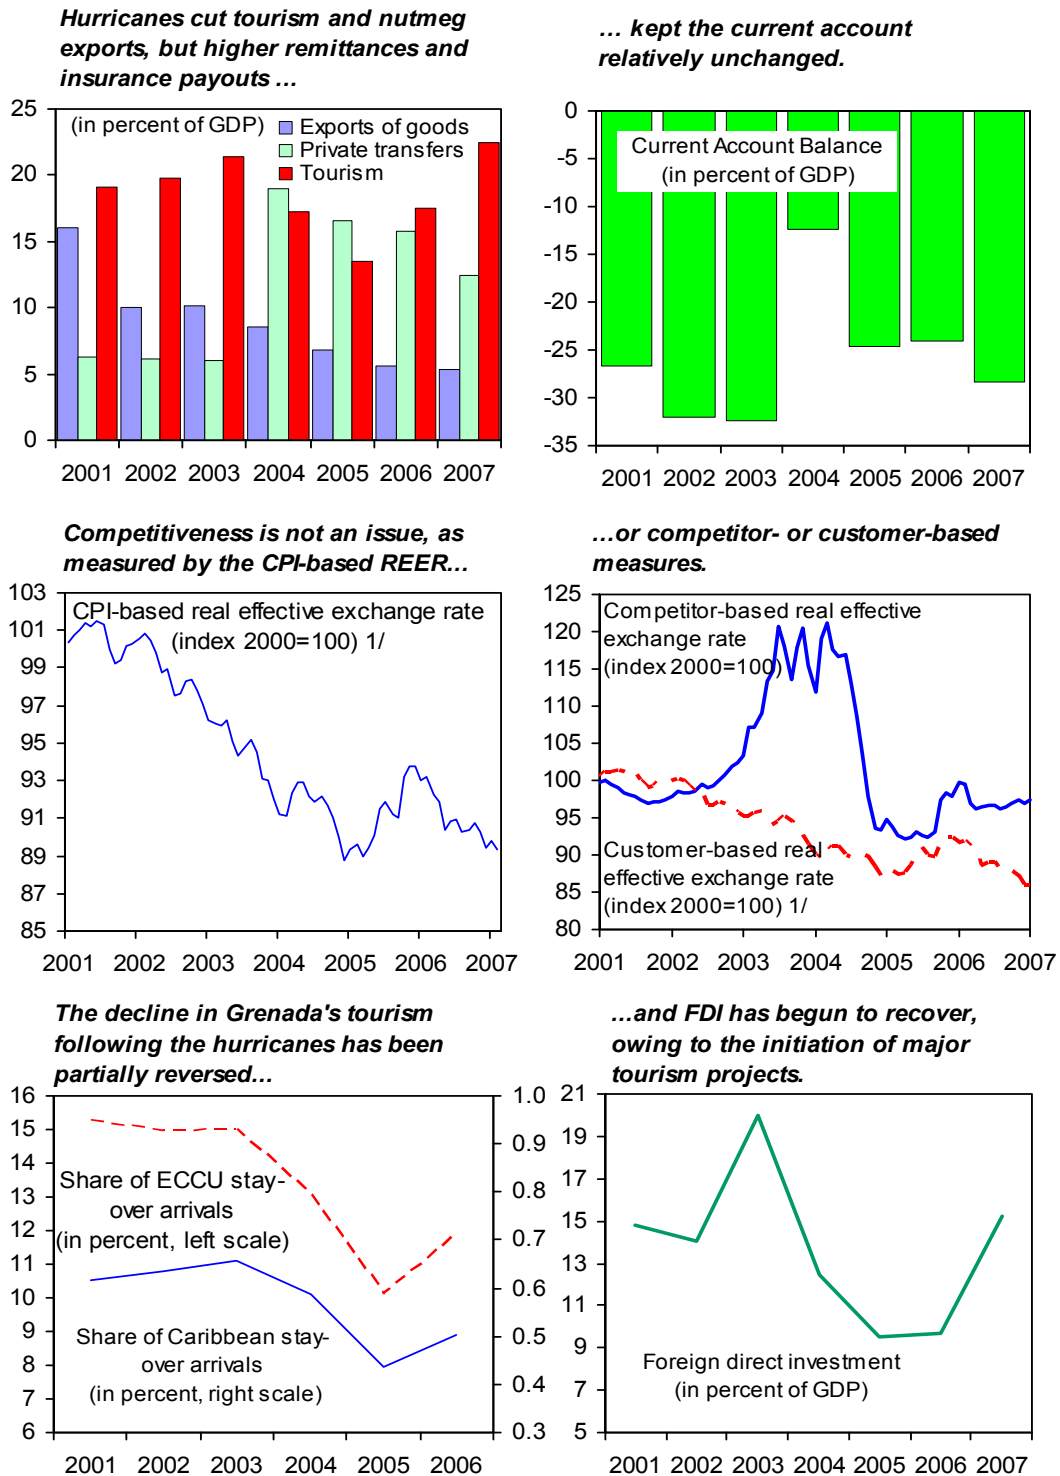 Hurricanes cut tourism and nutmeg
exports, but higher remittances and
insurance payouts …
25
20
15
10
5
0
(in percent of GDP)
Exports of goods
Private transfers
Tourism
2001 2002 2003 2004 2005 2006 2007
… kept the current account
relatively unchanged.
0
-5
-10
-15
-20
-25
-30
-35
Current Account Balance
(in percent of GDP)
2001 2002 2003 2004 2005 2006 2007
Competitiveness is not an issue, as
measured by the CPI-based REER…
103
101
99
97
95
93
91
89
87
85
CPI-based real effective exchange rate
(index 2000=100) 1/
2001 2002 2003 2004 2005 2006 2007
…or competitor- or customer-based
measures.
125
120
115
110
105
100
95
90
85
80
Competitor-based real effective
exchange rate
(index 2000=100)
Customer-based real
effective exchange rate
(index 2000=100) 1/
2001 2002 2003 2004 2005 2006 2007
The decline in Grenada's tourism
following the hurricanes has been
partially reversed…
16
15
14
13
12
11
10
9
8
7
6
Share of ECCU stay-
over arrivals
(in percent, left scale)
Share of Caribbean stay-
over arrivals
(in percent, right scale)
1.0
0.9
0.8
0.7
0.6
0.5
0.4
0.3
2001 2002 2003 2004 2005 2006
…and FDI has begun to recover,
owing to the initiation of major
tourism projects.
21
19
17
15
13
11
9
7
5
Foreign direct investment
(in percent of GDP)
2001 2002 2003 2004 2005 2006 2007